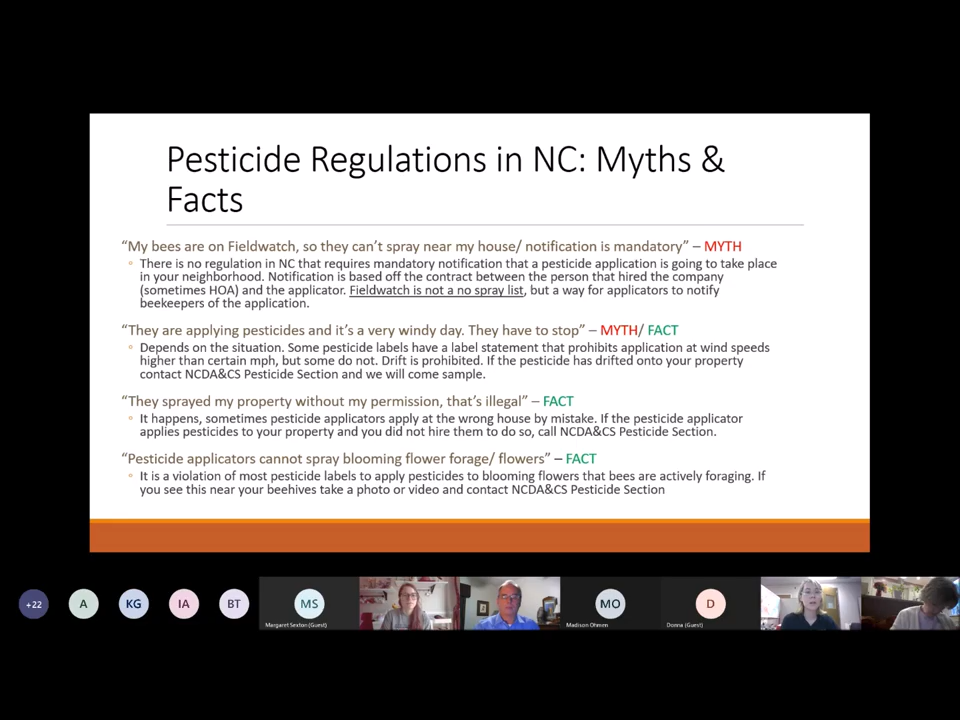 Pesticide Regulations in NC: Myths &
Facts
“My bees are on Fieldwatch, so they can’t spray near my house/ notification is mandatory” – MYTH
◦ There is no regulation in NC that requires mandatory notification that a pesticide application is going to take place
in your neighborhood. Notification is based off the contract between the person that hired the company
(sometimes HOA) and the applicator. Fieldwatch is not a no spray list, but a way for applicators to notify
beekeepers of the application.
“They are applying pesticides and it’s a very windy day. They have to stop” – MYTH/ FACT
◦ Depends on the situation. Some pesticide labels have a label statement that prohibits application at wind speeds
higher than certain mph, but some do not. Drift is prohibited. If the pesticide has drifted onto your property
contact NCDA&CS Pesticide Section and we will come sample.
“They sprayed my property without my permission, that’s illegal” – FACT
◦ It happens, sometimes pesticide applicators apply at the wrong house by mistake. If the pesticide applicator
applies pesticides to your property and you did not hire them to do so, call NCDA&CS Pesticide Section.
“Pesticide applicators cannot spray blooming flower forage/ flowers” – FACT
◦ It is a violation of most pesticide labels to apply pesticides to blooming flowers that bees are actively foraging. If
you see this near your beehives take a photo or video and contact NCDA&CS Pesticide Section
+22 A KG IA BT MS MO D
Margaret Sexton (Guest) Madison Ohmen Donna (Guest)